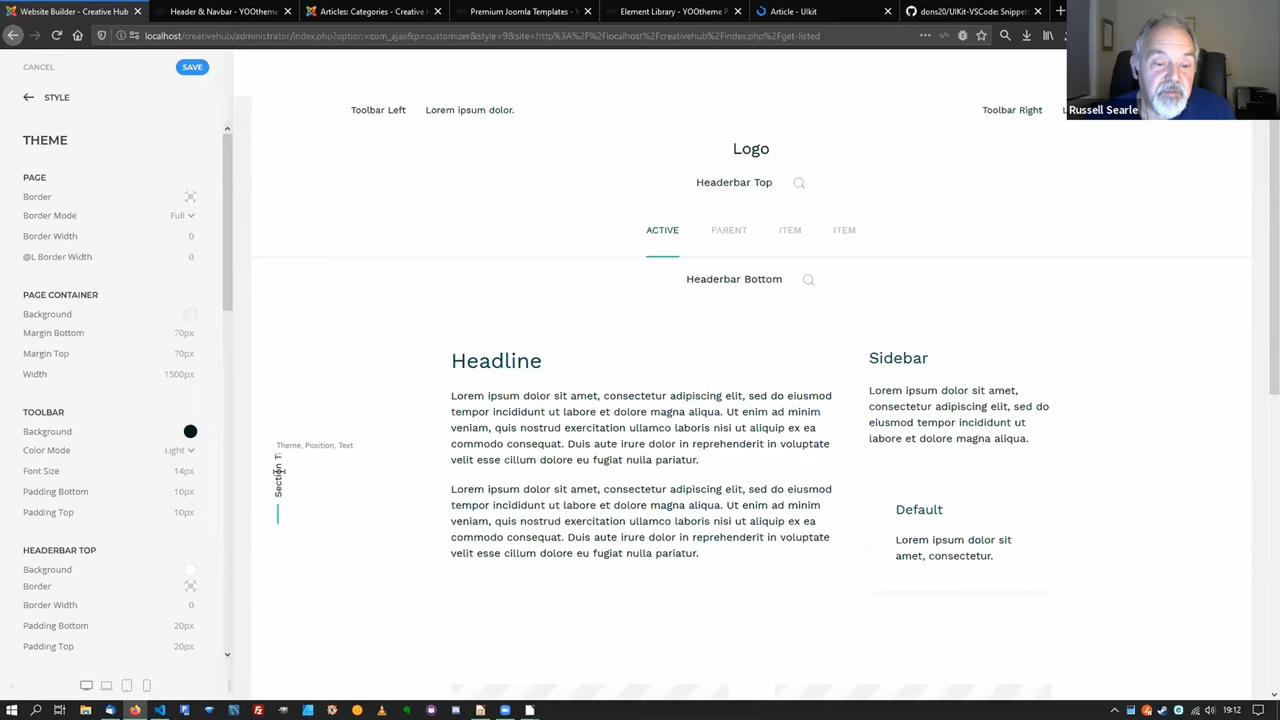 Website Builder - Creative Hub
Header & Navbar - YOOtheme
Articles: Categories - Creative
Premium Joomla Templates -
Element Library - YOOtheme
Article - UIkit
dons20/UIKit-VSCode: Snippets
localhost/creativehub/administrator/index.php?option=com_ajax&p=customizer&style=9&site=http%3A%2F%2Flocalhost%2Fcreativehub%2Findex.php%2Fget-listed
CANCEL
SAVE
STYLE
THEME
PAGE
Border
Border Mode Full
Border Width 0
@L Border Width 0
PAGE CONTAINER
Background
Margin Bottom 70px
Margin Top 70px
Width 1500px
TOOLBAR
Background
Color Mode Light
Font Size 14px
Padding Bottom 10px
Padding Top 10px
HEADERBAR TOP
Background
Border
Border Width 0
Padding Bottom 20px
Padding Top 20px
Toolbar Left Lorem ipsum dolor.
Toolbar Right
Russell Searle
Logo
Headerbar Top
ACTIVE PARENT ITEM ITEM
Headerbar Bottom
Theme, Position, Text
Section
Headline
Lorem ipsum dolor sit amet, consectetur adipiscing elit, sed do eiusmod
tempor incididunt ut labore et dolore magna aliqua. Ut enim ad minim
veniam, quis nostrud exercitation ullamco laboris nisi ut aliquip ex ea
commodo consequat. Duis aute irure dolor in reprehenderit in voluptate
velit esse cillum dolore eu fugiat nulla pariatur.
Lorem ipsum dolor sit amet, consectetur adipiscing elit, sed do eiusmod
tempor incididunt ut labore et dolore magna aliqua. Ut enim ad minim
veniam, quis nostrud exercitation ullamco laboris nisi ut aliquip ex ea
commodo consequat. Duis aute irure dolor in reprehenderit in voluptate
velit esse cillum dolore eu fugiat nulla pariatur.
Sidebar
Lorem ipsum dolor sit amet,
consectetur adipiscing elit, sed do
eiusmod tempor incididunt ut
labore et dolore magna aliqua.
Default
Lorem ipsum dolor sit
amet, consectetur.
19:12